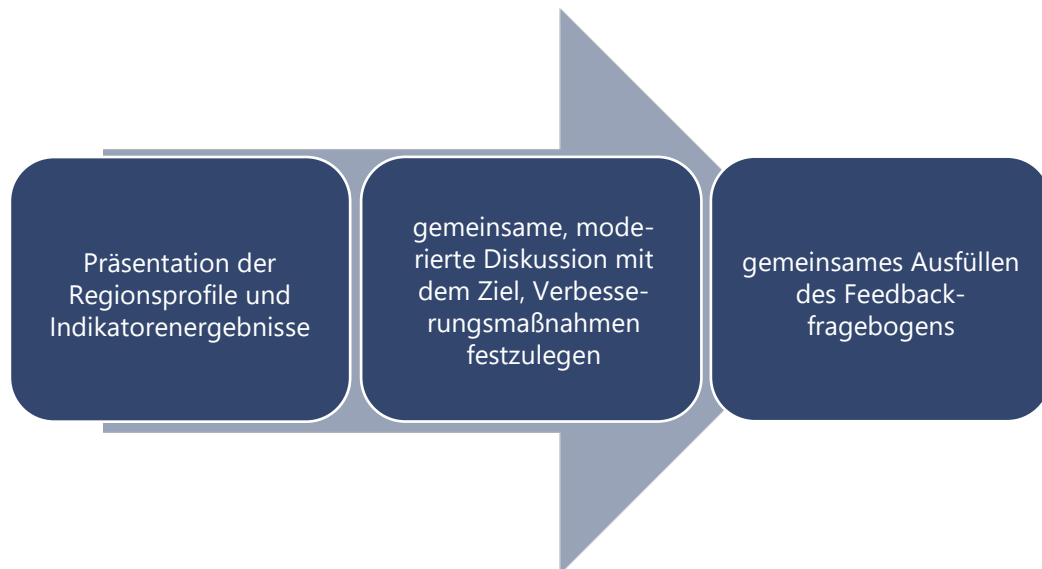 Präsentation der
Regionsprofile und
Indikatorenergebnisse
gemeinsame, mode-
rierte Diskussion mit
dem Ziel, Verbesse-
rungsmaßnahmen
festzulegen
gemeinsames Ausfüllen
des Feedback-
fragebogens